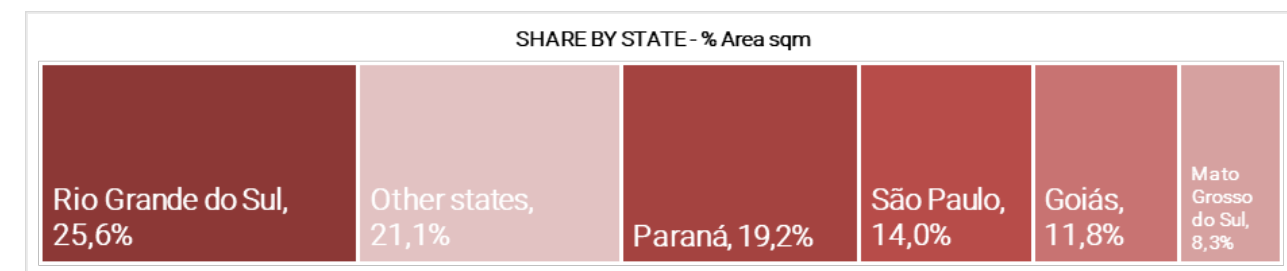 SHARE BY STATE - % Area sqm
Rio Grande do Sul,
25,6%
Other states,
21,1%
Paraná, 19,2%
São Paulo,
14,0%
Goiás,
11,8%
Mato
Grosso
do Sul,
8,3%